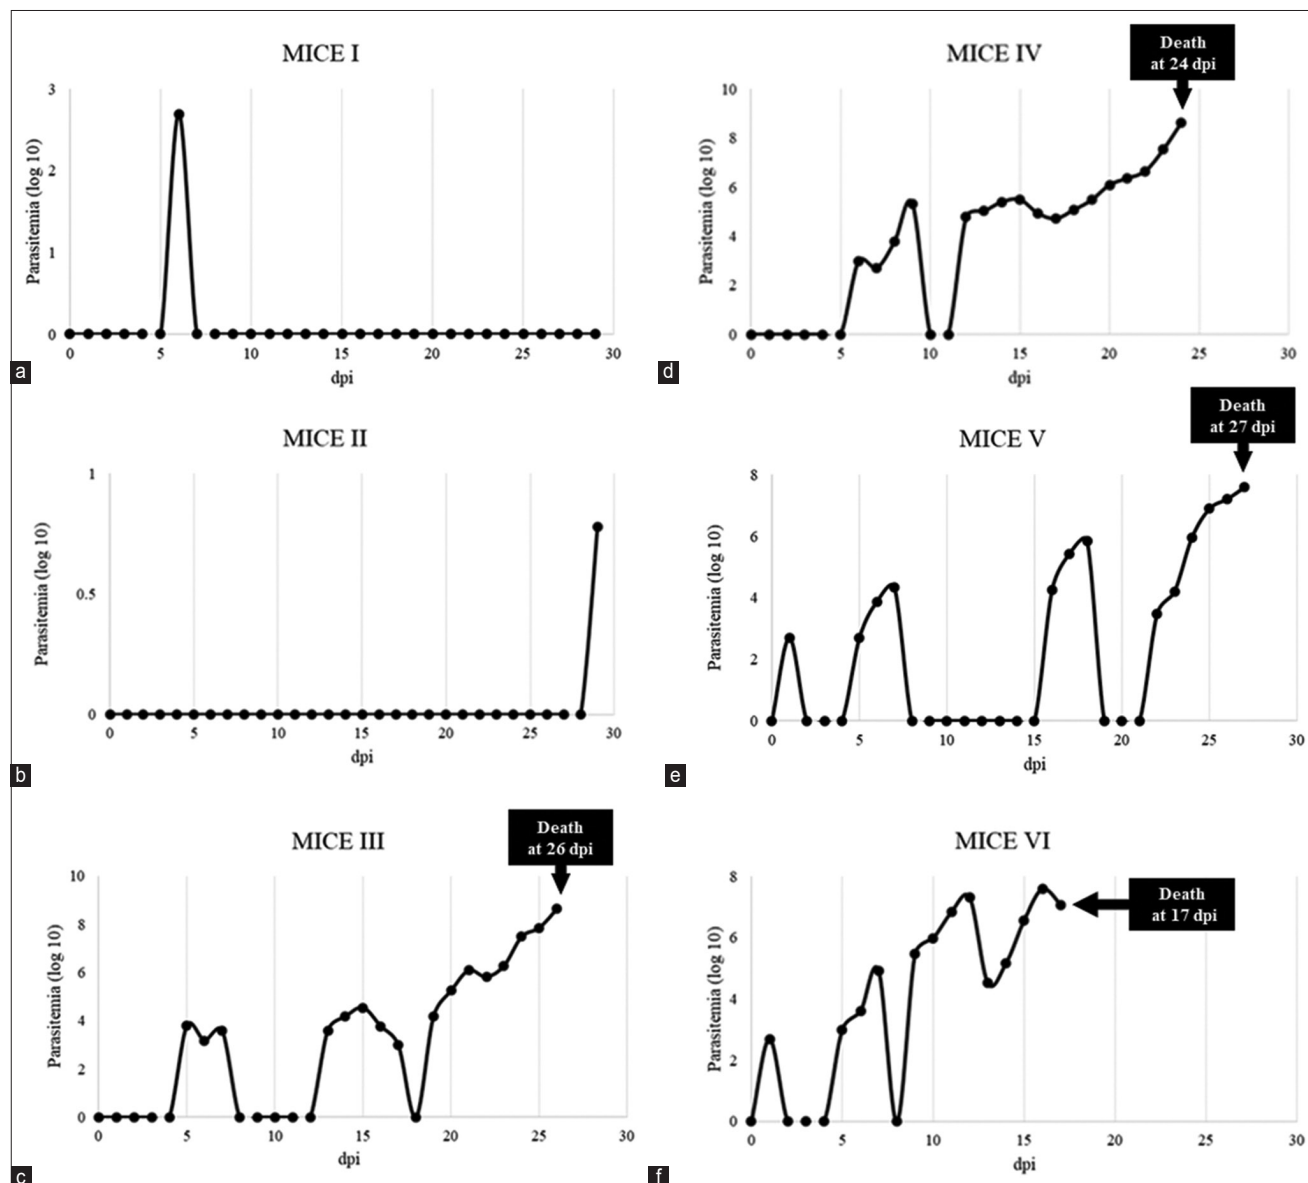 MICE I
3
2
1
0
Parasitemia (log 10)
0 5 10 15 20 25 30
dpi
a
MICE II
1
0.5
0
Parasitemia (log 10)
0 5 10 15 20 25 30
dpi
b
MICE III
Death
at 26 dpi
10
8
6
4
2
0
Parasitemia (log 10)
0 5 10 15 20 25 30
dpi
c
MICE IV
Death
at 24 dpi
10
8
6
4
2
0
Parasitemia (log 10)
0 5 10 15 20 25 30
dpi
d
MICE V
Death
at 27 dpi
8
6
4
2
0
Parasitemia (log 10)
0 5 10 15 20 25 30
dpi
e
MICE VI
Death
at 17 dpi
8
6
4
2
0
Parasitemia (log 10)
0 5 10 15 20 25 30
dpi
f